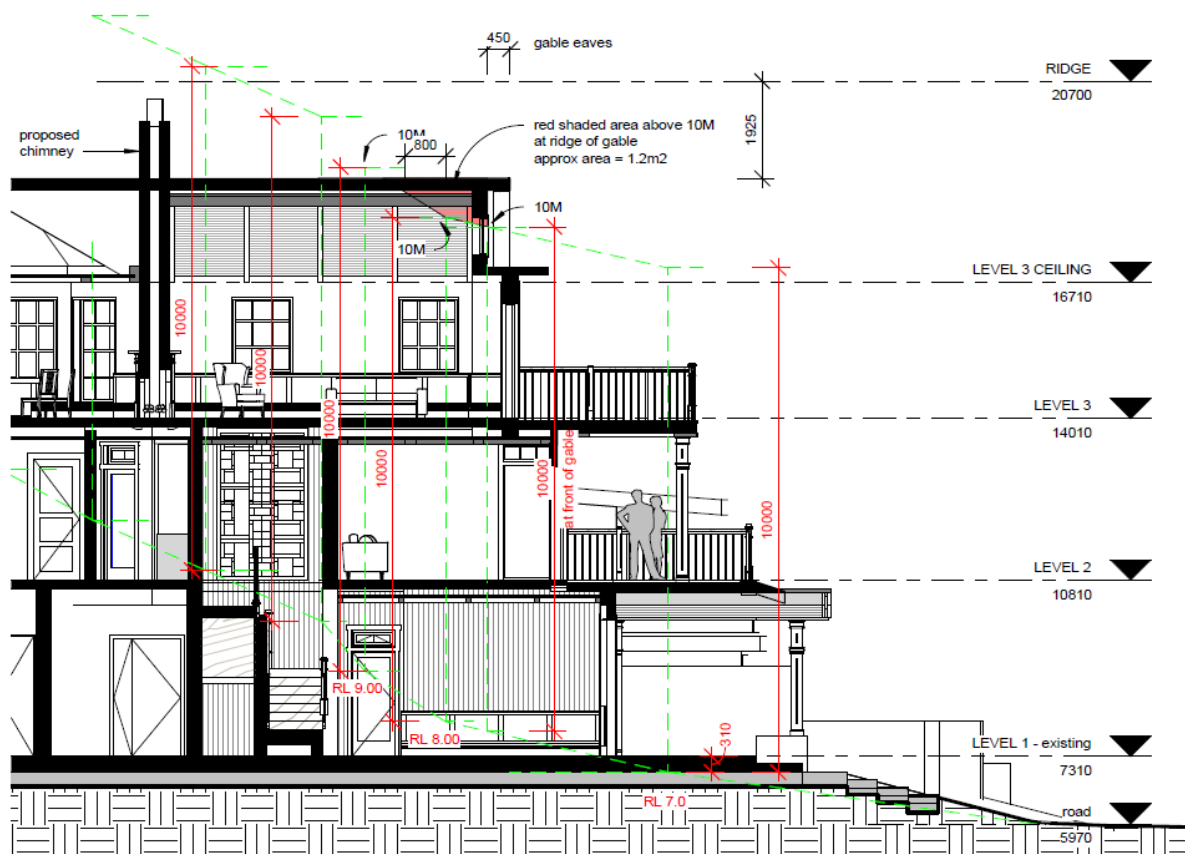 450
gable eaves
RIDGE
20700
1925
proposed
chimney
10M
800
red shaded area above 10M
at ridge of gable
approx area = 1.2m2
10M
10M
LEVEL 3 CEILING
16710
10000
10000
10000
10000
10000
at front of gable
10000
LEVEL 3
14010
LEVEL 2
10810
RL 9.00
RL 8.00
310
LEVEL 1 - existing
7310
RL 7.0
road
5970